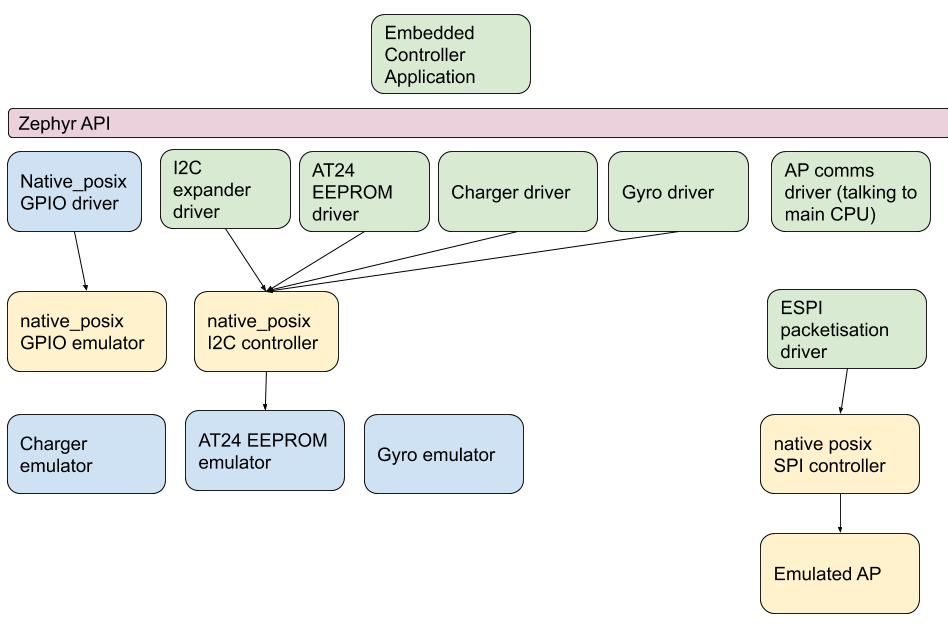 Embedded
Controller
Application
Zephyr API
Native_posix
GPIO driver
I2C
expander
driver
AT24
EEPROM
driver
Charger driver
Gyro driver
AP comms
driver (talking to
main CPU)
native_posix
GPIO emulator
native_posix
I2C controller
ESPI
packetisation
driver
Charger
emulator
AT24 EEPROM
emulator
Gyro emulator
native posix
SPI controller
Emulated AP